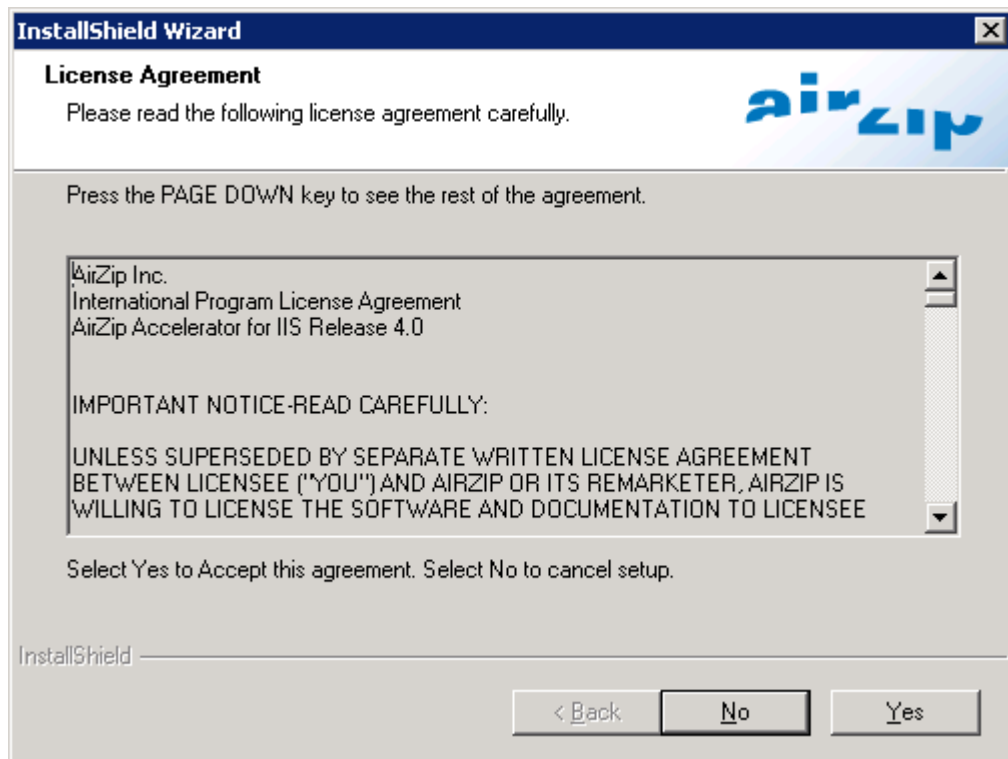 InstallShield Wizard
License Agreement
Please read the following license agreement carefully.
airzip
Press the PAGE DOWN key to see the rest of the agreement.
AirZip Inc.
International Program License Agreement
AirZip Accelerator for IIS Release 4.0
IMPORTANT NOTICE-READ CAREFULLY:
UNLESS SUPERSEDED BY SEPARATE WRITTEN LICENSE AGREEMENT
BETWEEN LICENSEE ("YOU") AND AIRZIP OR ITS REMARKETER, AIRZIP IS
WILLING TO LICENSE THE SOFTWARE AND DOCUMENTATION TO LICENSEE
Select Yes to Accept this agreement. Select No to cancel setup.
InstallShield
< Back No Yes